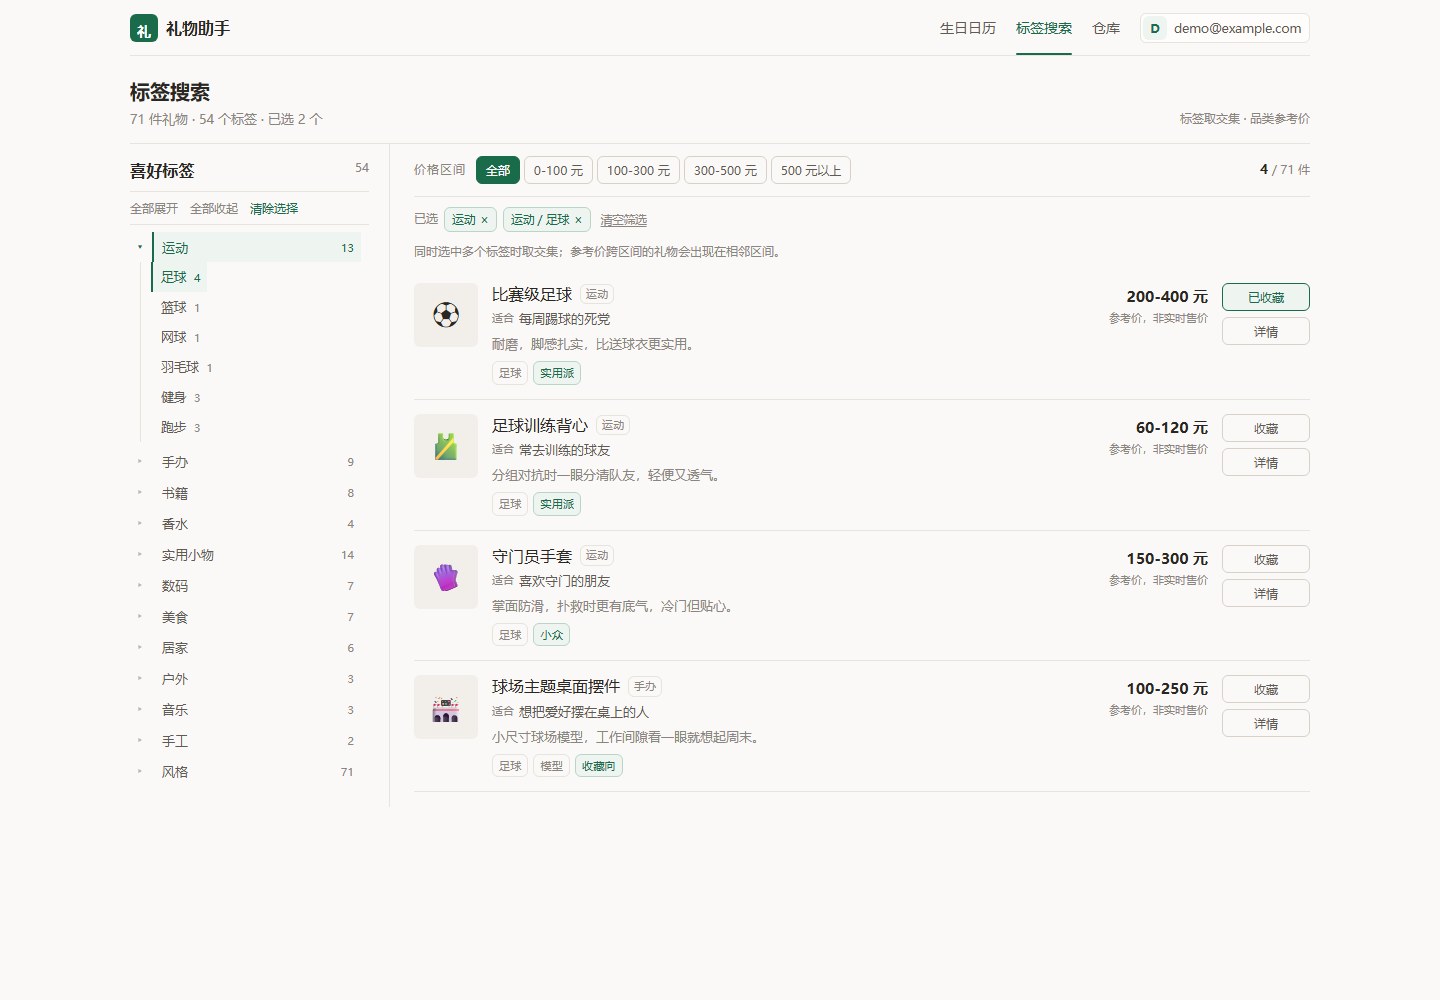 礼 礼物助手 生日日历 标签搜索 仓库 D demo@example.com
标签搜索
71 件礼物 · 54 个标签 · 已选 2 个 标签取交集 · 品类参考价
喜好标签 54
全部展开 全部收起 清除选择
运动 13
足球 4
篮球 1
网球 1
羽毛球 1
健身 3
跑步 3
手办 9
书籍 8
香水 4
实用小物 14
数码 7
美食 7
居家 6
户外 3
音乐 3
手工 2
风格 71
价格区间 全部 0-100 元 100-300 元 300-500 元 500 元以上 4 / 71 件
已选 运动 × 运动 / 足球 × 清空筛选
同时选中多个标签时取交集；参考价跨区间的礼物会出现在相邻区间。
比赛级足球 运动 200-400 元 已收藏
适合 每周踢球的死党 参考价，非实时售价 详情
耐磨，脚感扎实，比送球衣更实用。
足球 实用派
足球训练背心 运动 60-120 元 收藏
适合 常去训练的球友 参考价，非实时售价 详情
分组对抗时一眼分清队友，轻便又透气。
足球 实用派
守门员手套 运动 150-300 元 收藏
适合 喜欢守门的朋友 参考价，非实时售价 详情
掌面防滑，扑救时更有底气，冷门但贴心。
足球 小众
球场主题桌面摆件 手办 100-250 元 收藏
适合 想把爱好摆在桌上的人 参考价，非实时售价 详情
小尺寸球场模型，工作间隙看一眼就想起周末。
足球 模型 收藏向